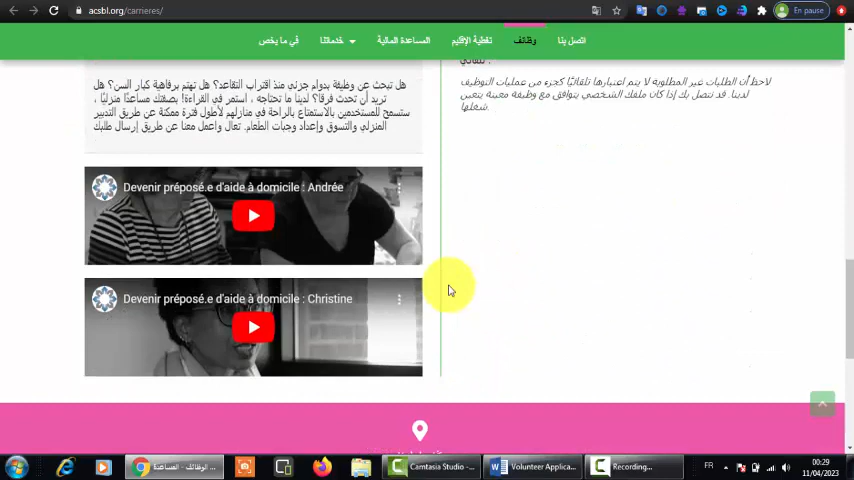 acsbl.org/carrieres/
En pause
اتصل بنا
وظائف
تغطية الإقليم
المساعدة المالية
خدماتنا
في ما يخص
تلقائي .
هل تبحث عن وظيفة بدوام جزئي منذ اقتراب التقاعد؟ هل تهتم برفاهية كبار السن؟ هل
تريد أن تحدث فرقا؟ لدينا ما تحتاجه ، استمر في القراءة! بصفتك مساعدًا منزليًا ،
ستسمح للمستخدمين بالاستمتاع بالراحة في منازلهم لأطول فترة ممكنة عن طريق التدبير
المنزلي والتسوق وإعداد وجبات الطعام. تعال واعمل معنا عن طريق إرسال طلبك
لاحظ أن الطلبات غير المطلوبة لا يتم اعتبارها تلقائيًا كجزء من عمليات التوظيف
لدينا. قد نتصل بك إذا كان ملفك الشخصي يتوافق مع وظيفة معينة يتعين
شغلها.
Devenir préposé.e d'aide à domicile : Andrée
Devenir préposé.e d'aide à domicile : Christine
الوظائف - المساعدة
Camtasia Studio -...
Volunteer Applica...
Recording...
FR
00:29
11/04/2023